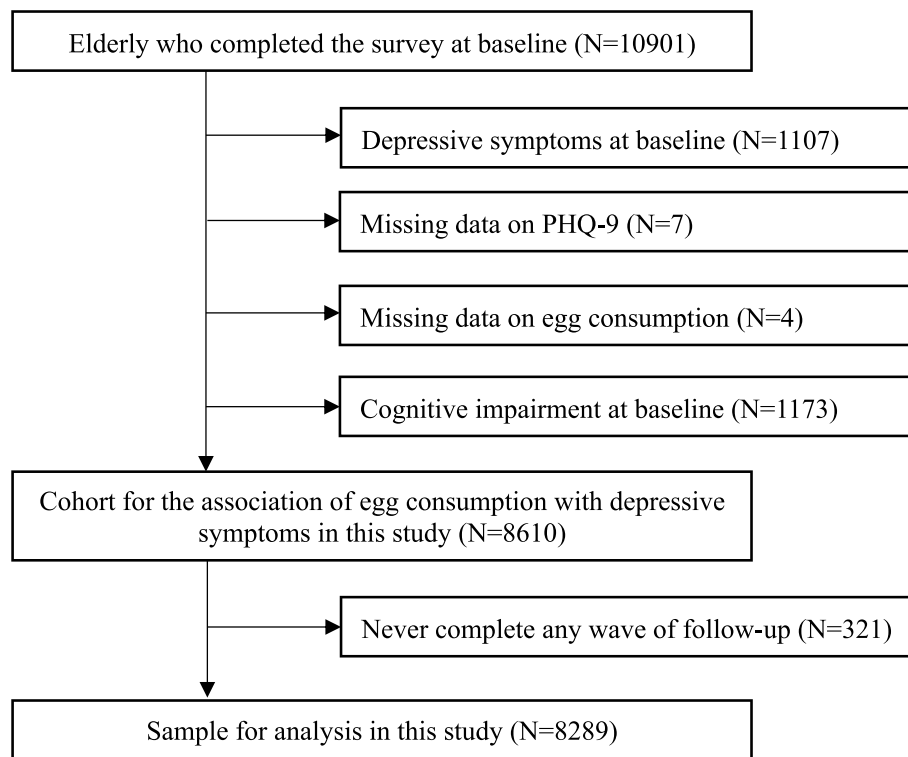 Elderly who completed the survey at baseline (N=10901)
Depressive symptoms at baseline (N=1107)
Missing data on PHQ-9 (N=7)
Missing data on egg consumption (N=4)
Cognitive impairment at baseline (N=1173)
Cohort for the association of egg consumption with depressive
symptoms in this study (N=8610)
Never complete any wave of follow-up (N=321)
Sample for analysis in this study (N=8289)